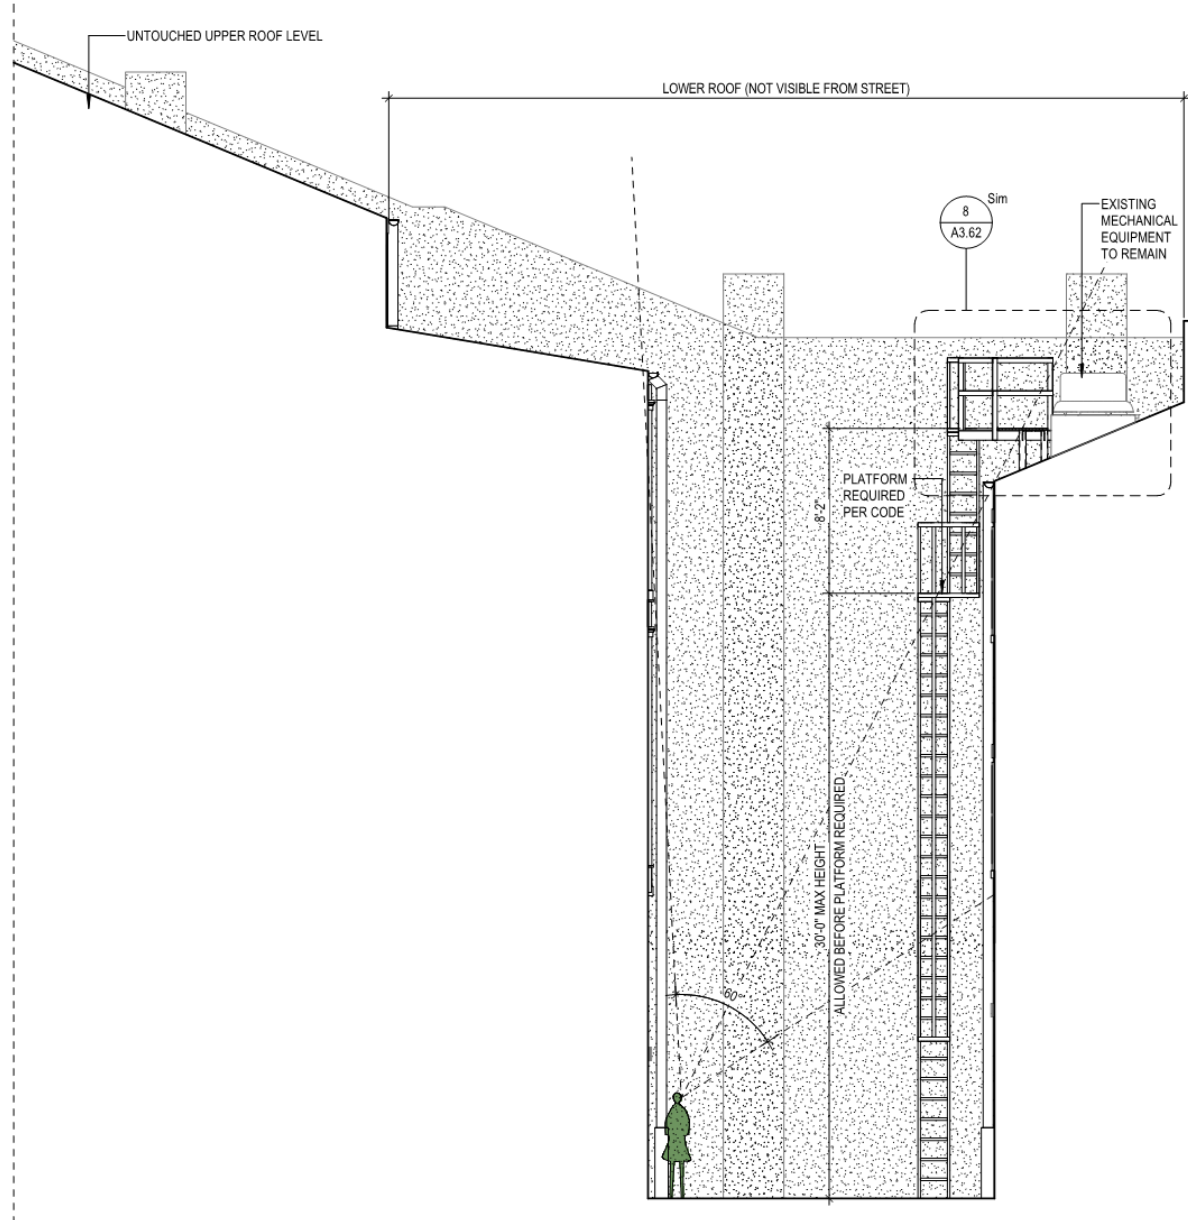 UNTOUCHED UPPER ROOF LEVEL
LOWER ROOF (NOT VISIBLE FROM STREET)
8
Sim
A3.62
EXISTING
MECHANICAL
EQUIPMENT
TO REMAIN
PLATFORM
REQUIRED
PER CODE
8'-2"
30'-0" MAX HEIGHT
ALLOWED BEFORE PLATFORM REQUIRED
60°